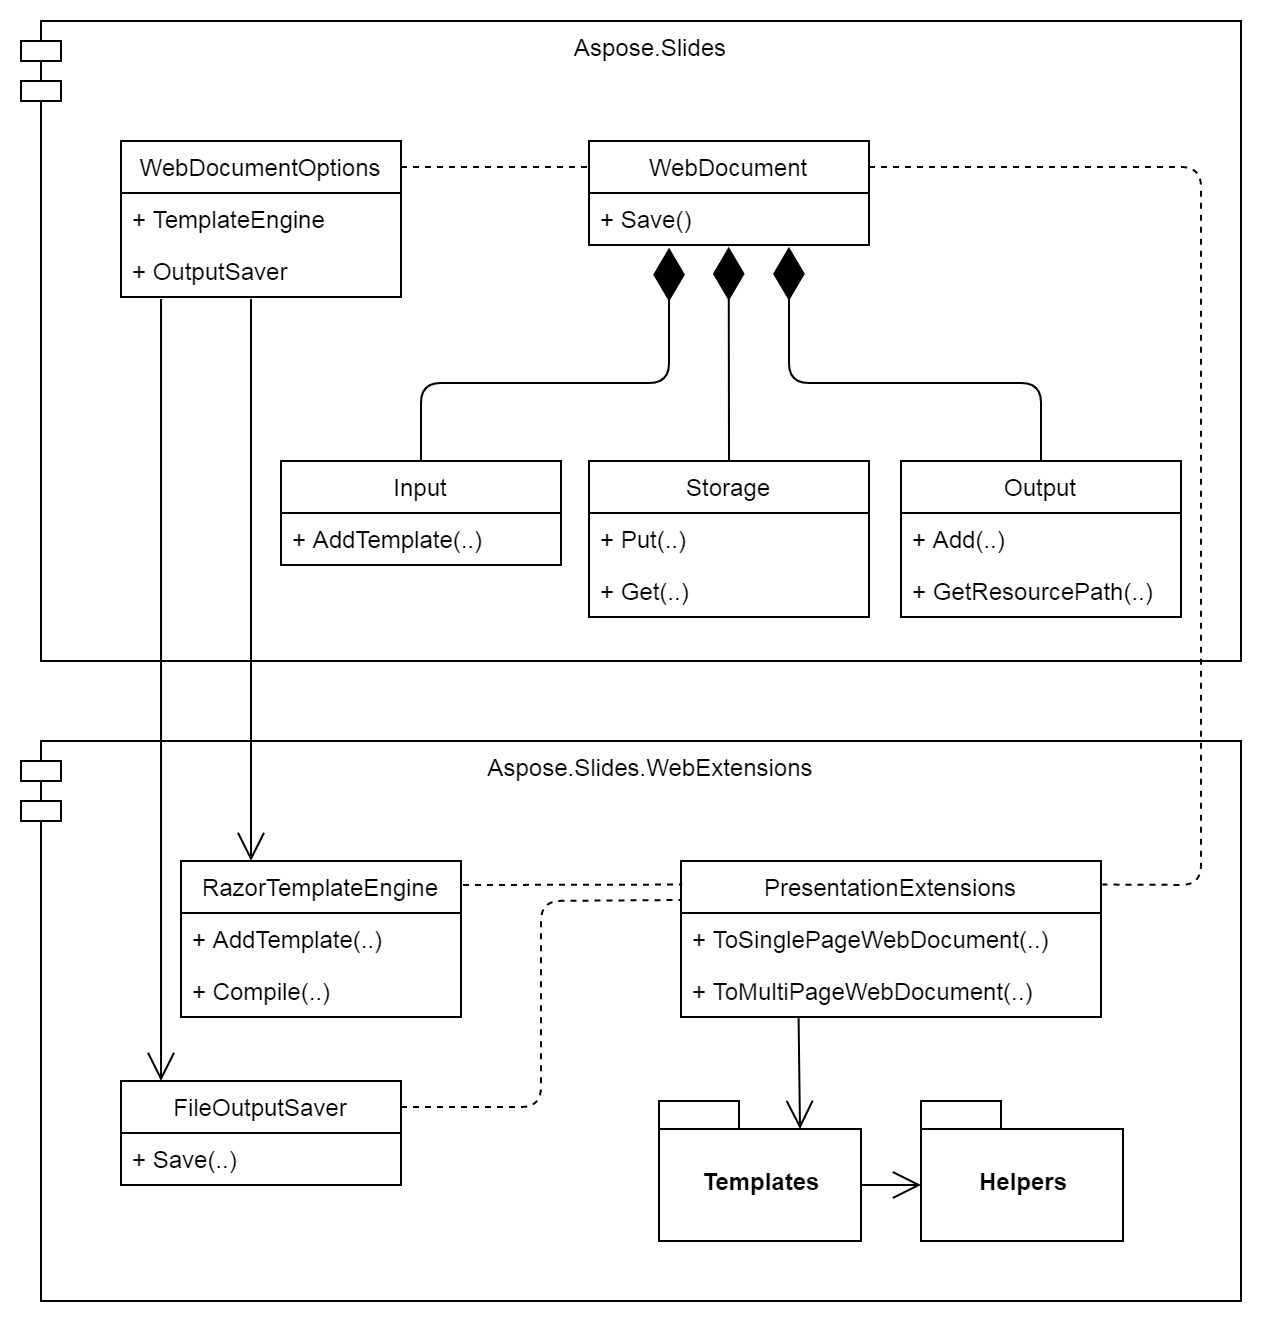 Aspose.Slides
WebDocumentOptions
+ TemplateEngine
+ OutputSaver
WebDocument
+ Save()
Input
+ AddTemplate(..)
Storage
+ Put(..)
+ Get(..)
Output
+ Add(..)
+ GetResourcePath(..)
Aspose.Slides.WebExtensions
RazorTemplateEngine
+ AddTemplate(..)
+ Compile(..)
PresentationExtensions
+ ToSinglePageWebDocument(..)
+ ToMultiPageWebDocument(..)
FileOutputSaver
+ Save(..)
Templates
Helpers